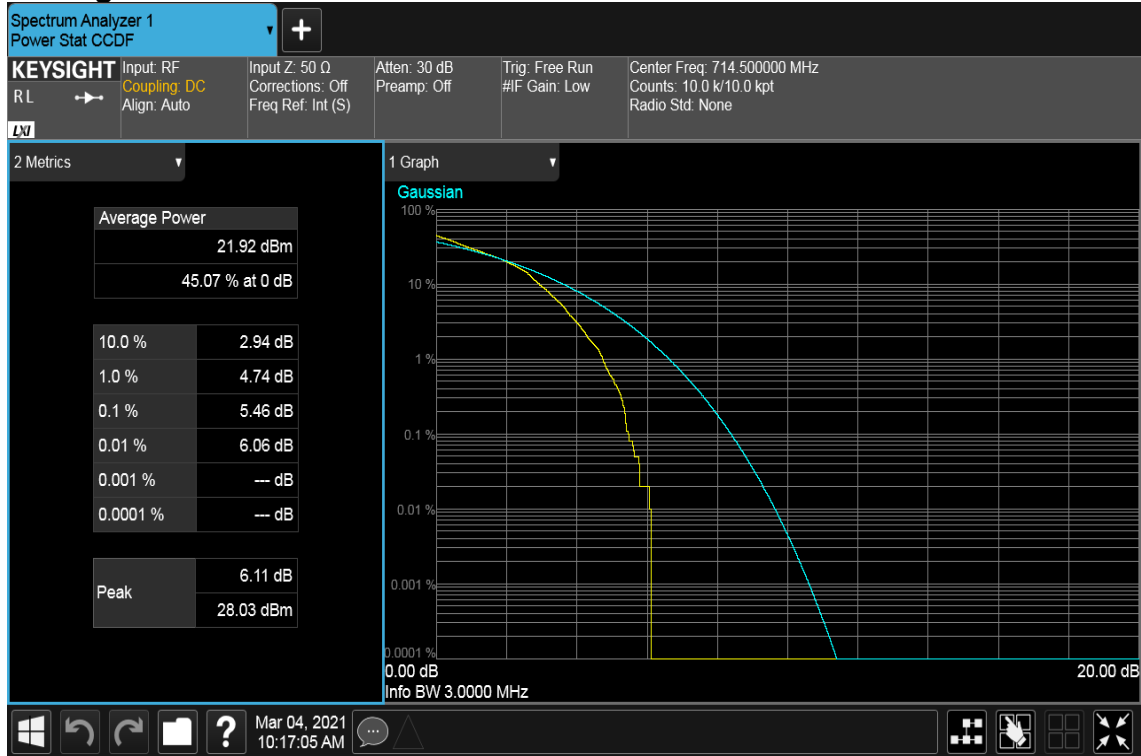 Spectrum Analyzer 1
Power Stat CCDF
KEYSIGHT
RL
LXI
Input: RF
Coupling: DC
Align: Auto
Input Z: 50 Ω
Corrections: Off
Freq Ref: Int (S)
Atten: 30 dB
Preamp: Off
Trig: Free Run
#IF Gain: Low
Center Freq: 714.500000 MHz
Counts: 10.0 k/10.0 kpt
Radio Std: None
2 Metrics
Average Power
21.92 dBm
45.07 % at 0 dB
10.0 % 2.94 dB
1.0 % 4.74 dB
0.1 % 5.46 dB
0.01 % 6.06 dB
0.001 % --- dB
0.0001 % --- dB
Peak
6.11 dB
28.03 dBm
1 Graph
Gaussian
100 %
10 %
1 %
0.1 %
0.01 %
0.001 %
0.0001 %
0.00 dB 20.00 dB
Info BW 3.0000 MHz
?
Mar 04, 2021
10:17:05 AM